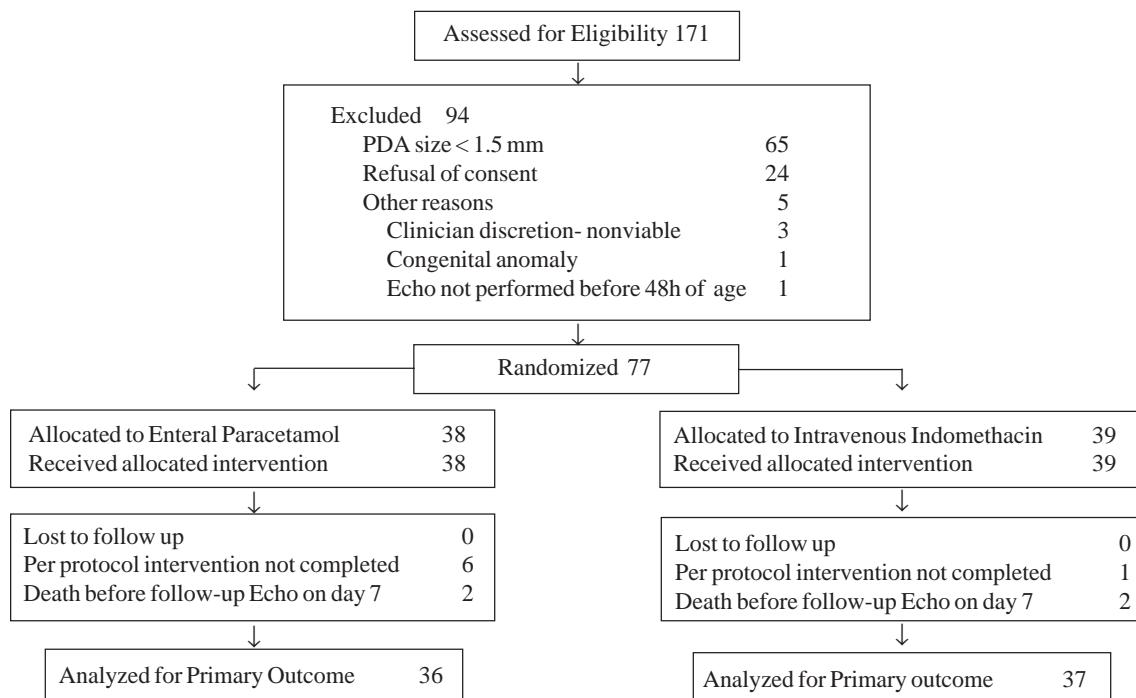 Assessed for Eligibility 171
Excluded 94
PDA size < 1.5 mm 65
Refusal of consent 24
Other reasons 5
Clinician discretion- nonviable 3
Congenital anomaly 1
Echo not performed before 48h of age 1
Randomized 77
Allocated to Enteral Paracetamol 38
Received allocated intervention 38
Allocated to Intravenous Indomethacin 39
Received allocated intervention 39
Lost to follow up 0
Per protocol intervention not completed 6
Death before follow-up Echo on day 7 2
Lost to follow up 0
Per protocol intervention not completed 1
Death before follow-up Echo on day 7 2
Analyzed for Primary Outcome 36
Analyzed for Primary outcome 37